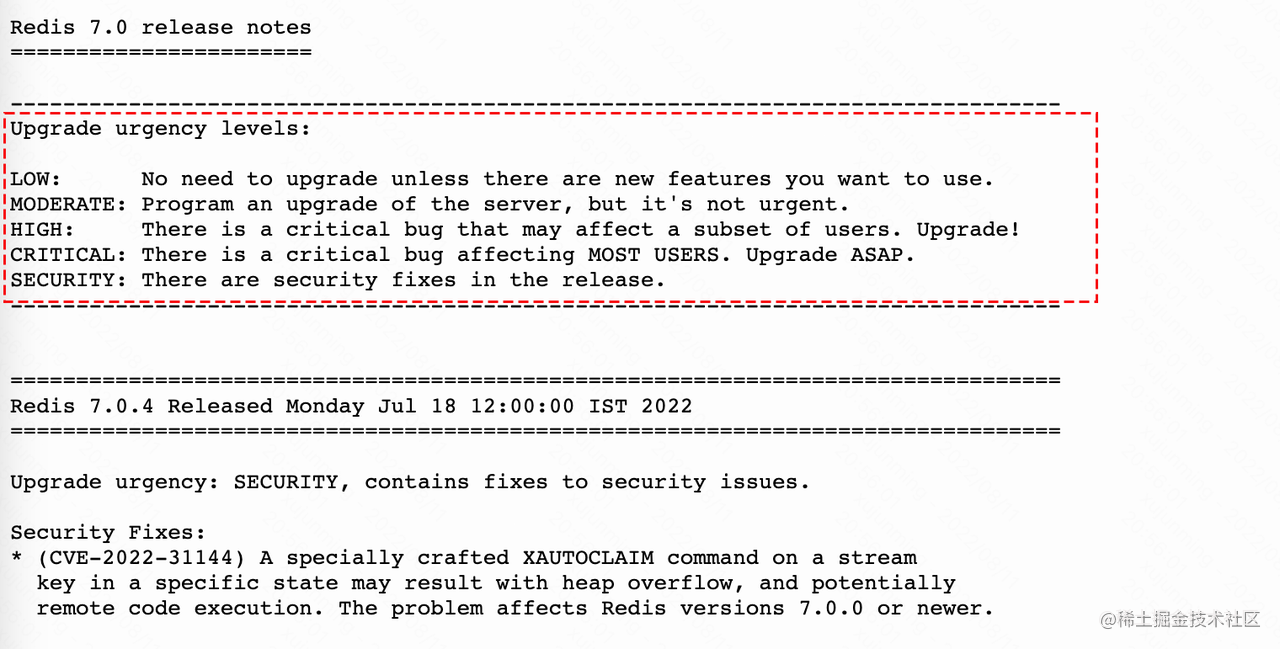 Redis 7.0 release notes
=======================
--------------------------------------------------------------------------------
Upgrade urgency levels:
LOW:      No need to upgrade unless there are new features you want to use.
MODERATE: Program an upgrade of the server, but it's not urgent.
HIGH:     There is a critical bug that may affect a subset of users. Upgrade!
CRITICAL: There is a critical bug affecting MOST USERS. Upgrade ASAP.
SECURITY: There are security fixes in the release.
--------------------------------------------------------------------------------
================================================================================
Redis 7.0.4 Released Monday Jul 18 12:00:00 IST 2022
================================================================================
Upgrade urgency: SECURITY, contains fixes to security issues.
Security Fixes:
* (CVE-2022-31144) A specially crafted XAUTOCLAIM command on a stream
  key in a specific state may result with heap overflow, and potentially
  remote code execution. The problem affects Redis versions 7.0.0 or newer.
@稀土掘金技术社区